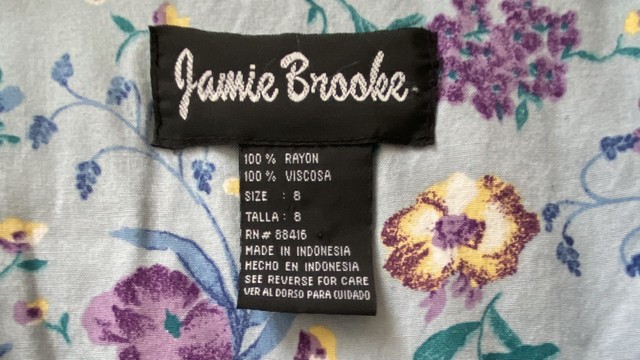 Jamie Brooke
100 % RAYON
100 % VISCOSA
SIZE : 8
TALLA : 8
RN# 88416
MADE IN INDONESIA
HECHO EN INDONESIA
SEE REVERSE FOR CARE
VER AL DORSO PARA CUIDADO